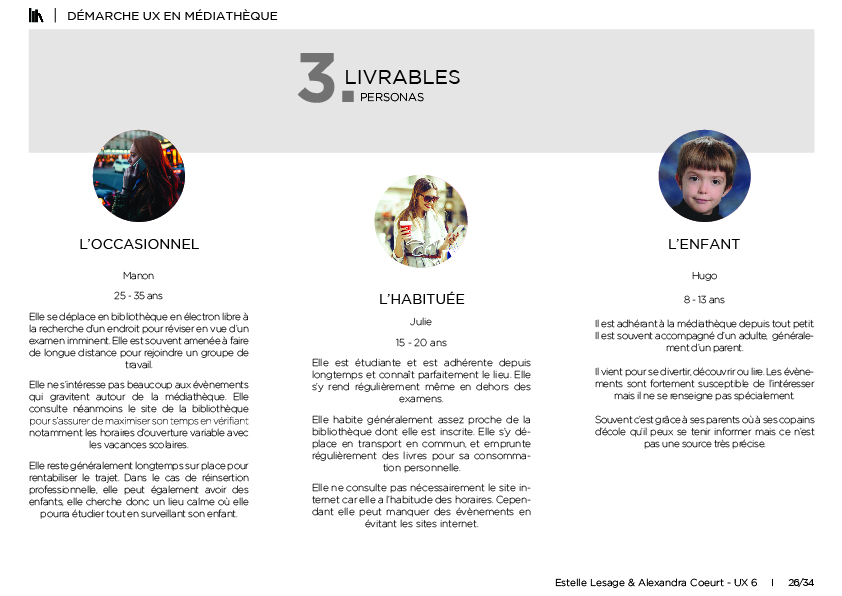 DÉMARCHE UX EN MÉDIATHÈQUE
3.
LIVRABLES
PERSONAS
L'OCCASIONNEL
Manon
25 - 35 ans
Elle se déplace en bibliothèque en électron libre à
la recherche d'un endroit pour réviser en vue d'un
examen imminent. Elle est souvent amenée à faire
de longue distance pour rejoindre un groupe de
travail.
Elle ne s'intéresse pas beaucoup aux évènements
qui gravitent autour de la médiathèque. Elle
consulte néanmoins le site de la bibliothèque
pour s'assurer de maximiser son temps en vérifiant
notamment les horaires d'ouverture variable avec
les vacances scolaires.
Elle reste généralement longtemps sur place pour
rentabiliser le trajet. Dans le cas de réinsertion
professionnelle, elle peut également avoir des
enfants, elle cherche donc un lieu calme où elle
pourra étudier tout en surveillant son enfant.
L'HABITUÉE
Julie
15 - 20 ans
Elle est étudiante et est adhérente depuis
longtemps et connaît parfaitement le lieu. Elle
s'y rend régulièrement même en dehors des
examens.
Elle habite généralement assez proche de la
bibliothèque dont elle est inscrite. Elle s'y dé-
place en transport en commun, et emprunte
régulièrement des livres pour sa consomma-
tion personnelle.
Elle ne consulte pas nécessairement le site in-
ternet car elle a l'habitude des horaires. Cepen-
dant elle peut manquer des évènements en
évitant les sites internet.
L'ENFANT
Hugo
8 - 13 ans
Il est adhérant à la médiathèque depuis tout petit
Il est souvent accompagné d'un adulte, générale-
ment d'un parent.
Il vient pour se divertir, découvrir ou lire. Les évène-
ments sont fortement susceptible de l'intéresser
mais il ne se renseigne pas spécialement.
Souvent c'est grâce à ses parents où à ses copains
d'école qu'il peux se tenir informer mais ce n'est
pas une source très précise.
Estelle Lesage & Alexandra Coeurt - UX 6 | 26/34